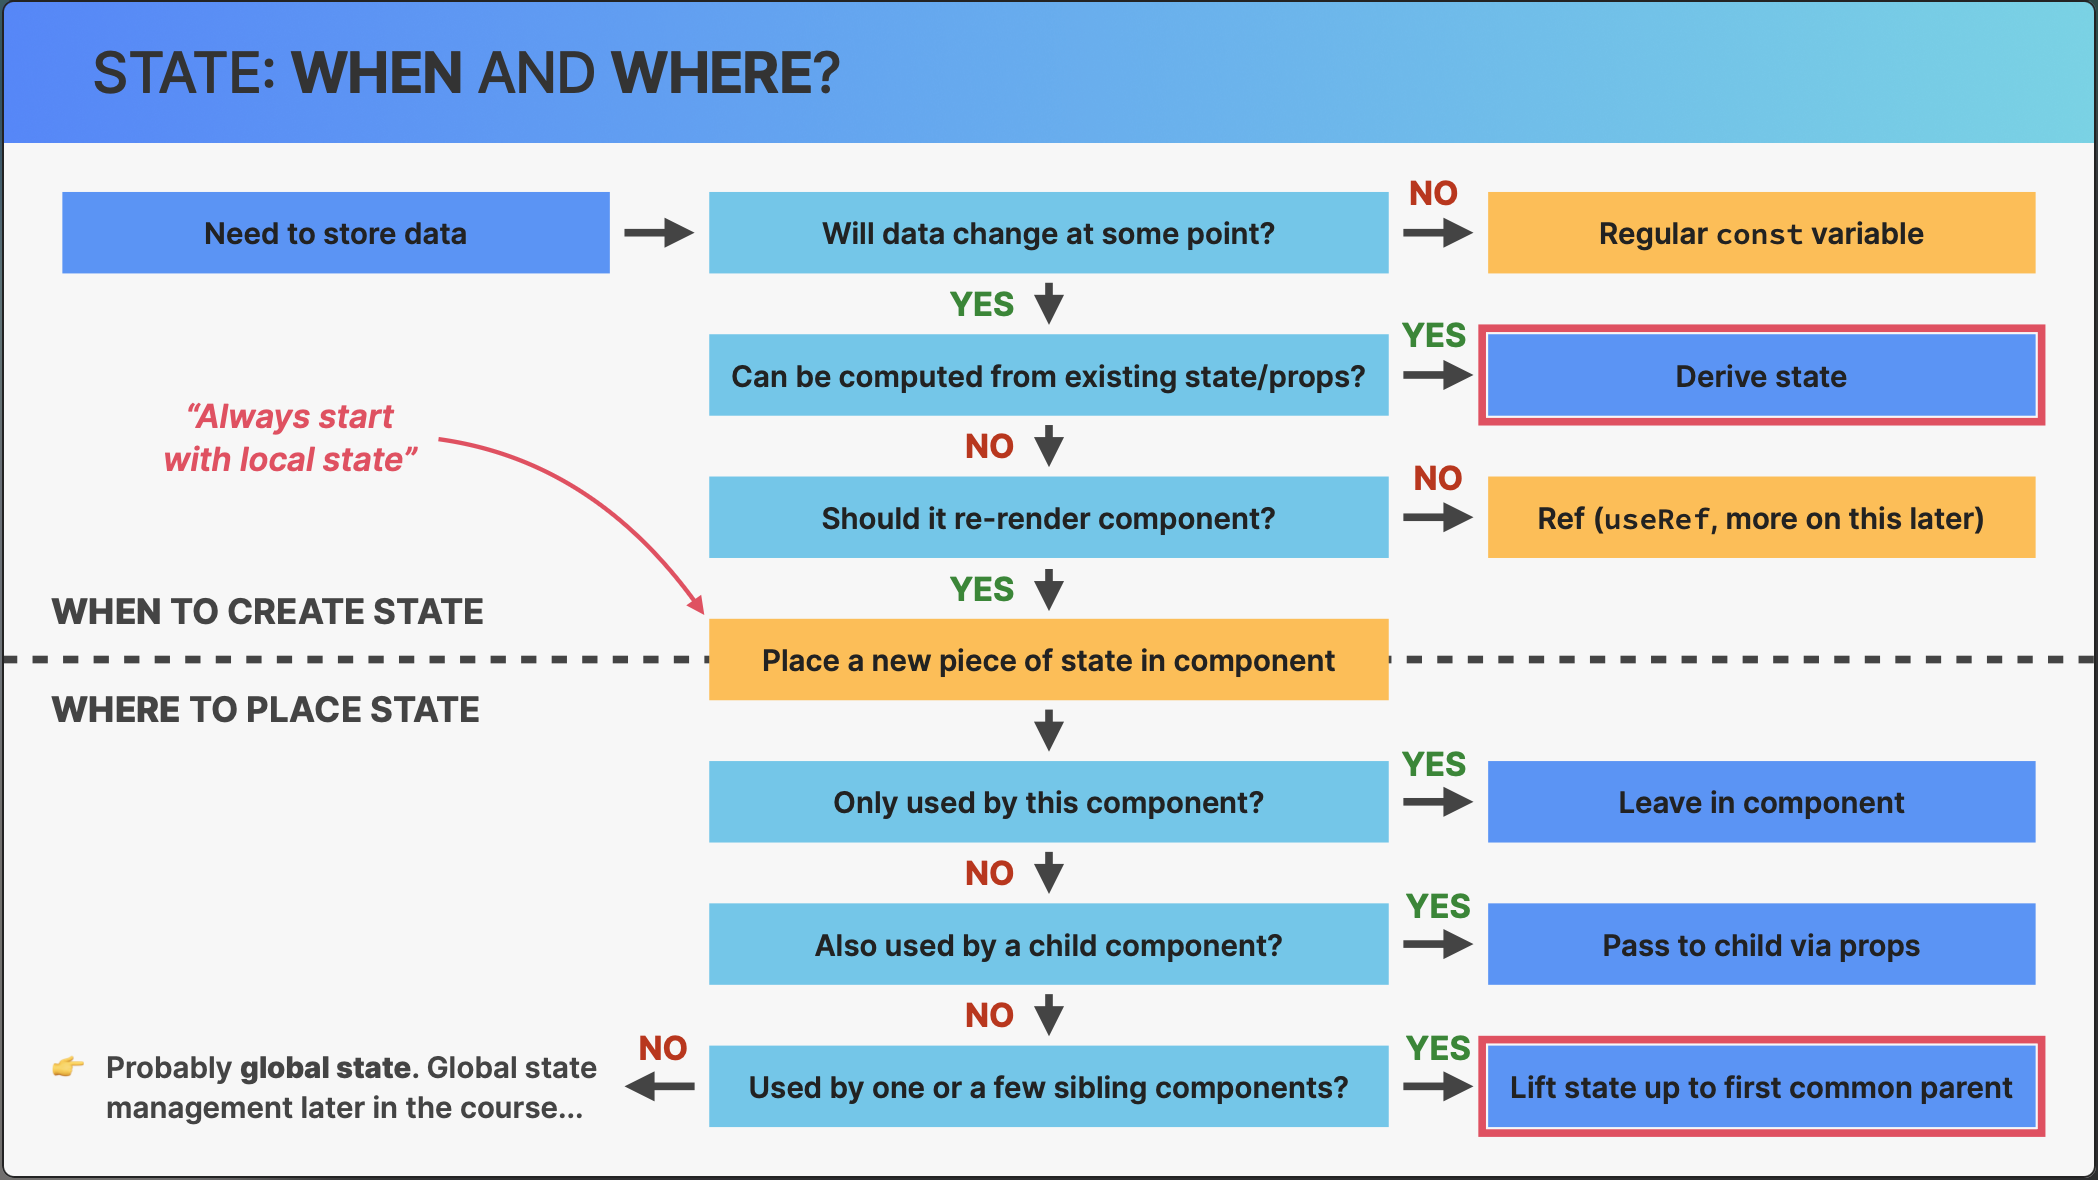 STATE: WHEN AND WHERE?
Need to store data
Will data change at some point?
NO
Regular const variable
YES
Can be computed from existing state/props?
YES
Derive state
“Always start
with local state”
NO
Should it re-render component?
NO
Ref (useRef, more on this later)
YES
WHEN TO CREATE STATE
Place a new piece of state in component
WHERE TO PLACE STATE
Only used by this component?
YES
Leave in component
NO
Also used by a child component?
YES
Pass to child via props
NO
Used by one or a few sibling components?
YES
Lift state up to first common parent
NO
👉 Probably global state. Global state
management later in the course...